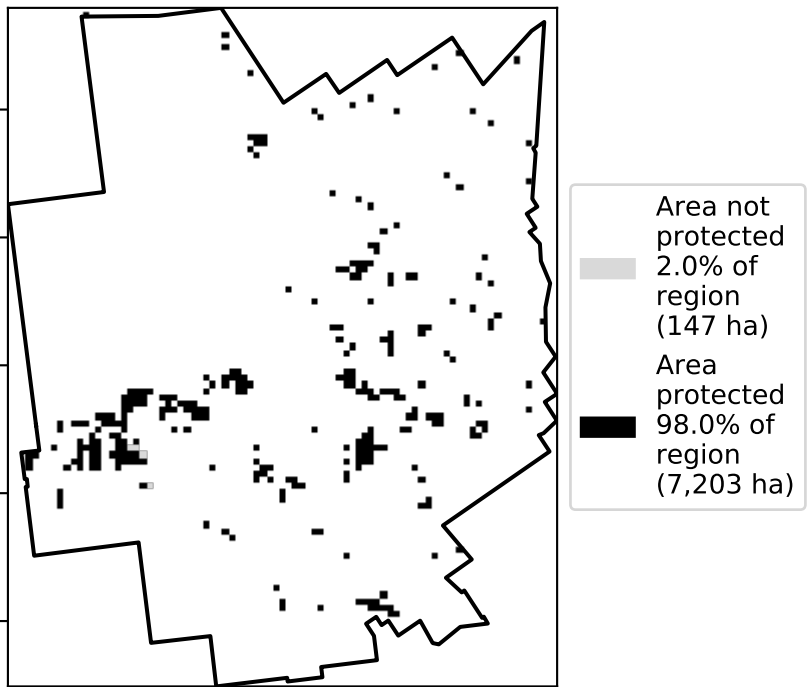 Area not
protected
2.0% of
region
(147 ha)
Area
protected
98.0% of
region
(7,203 ha)